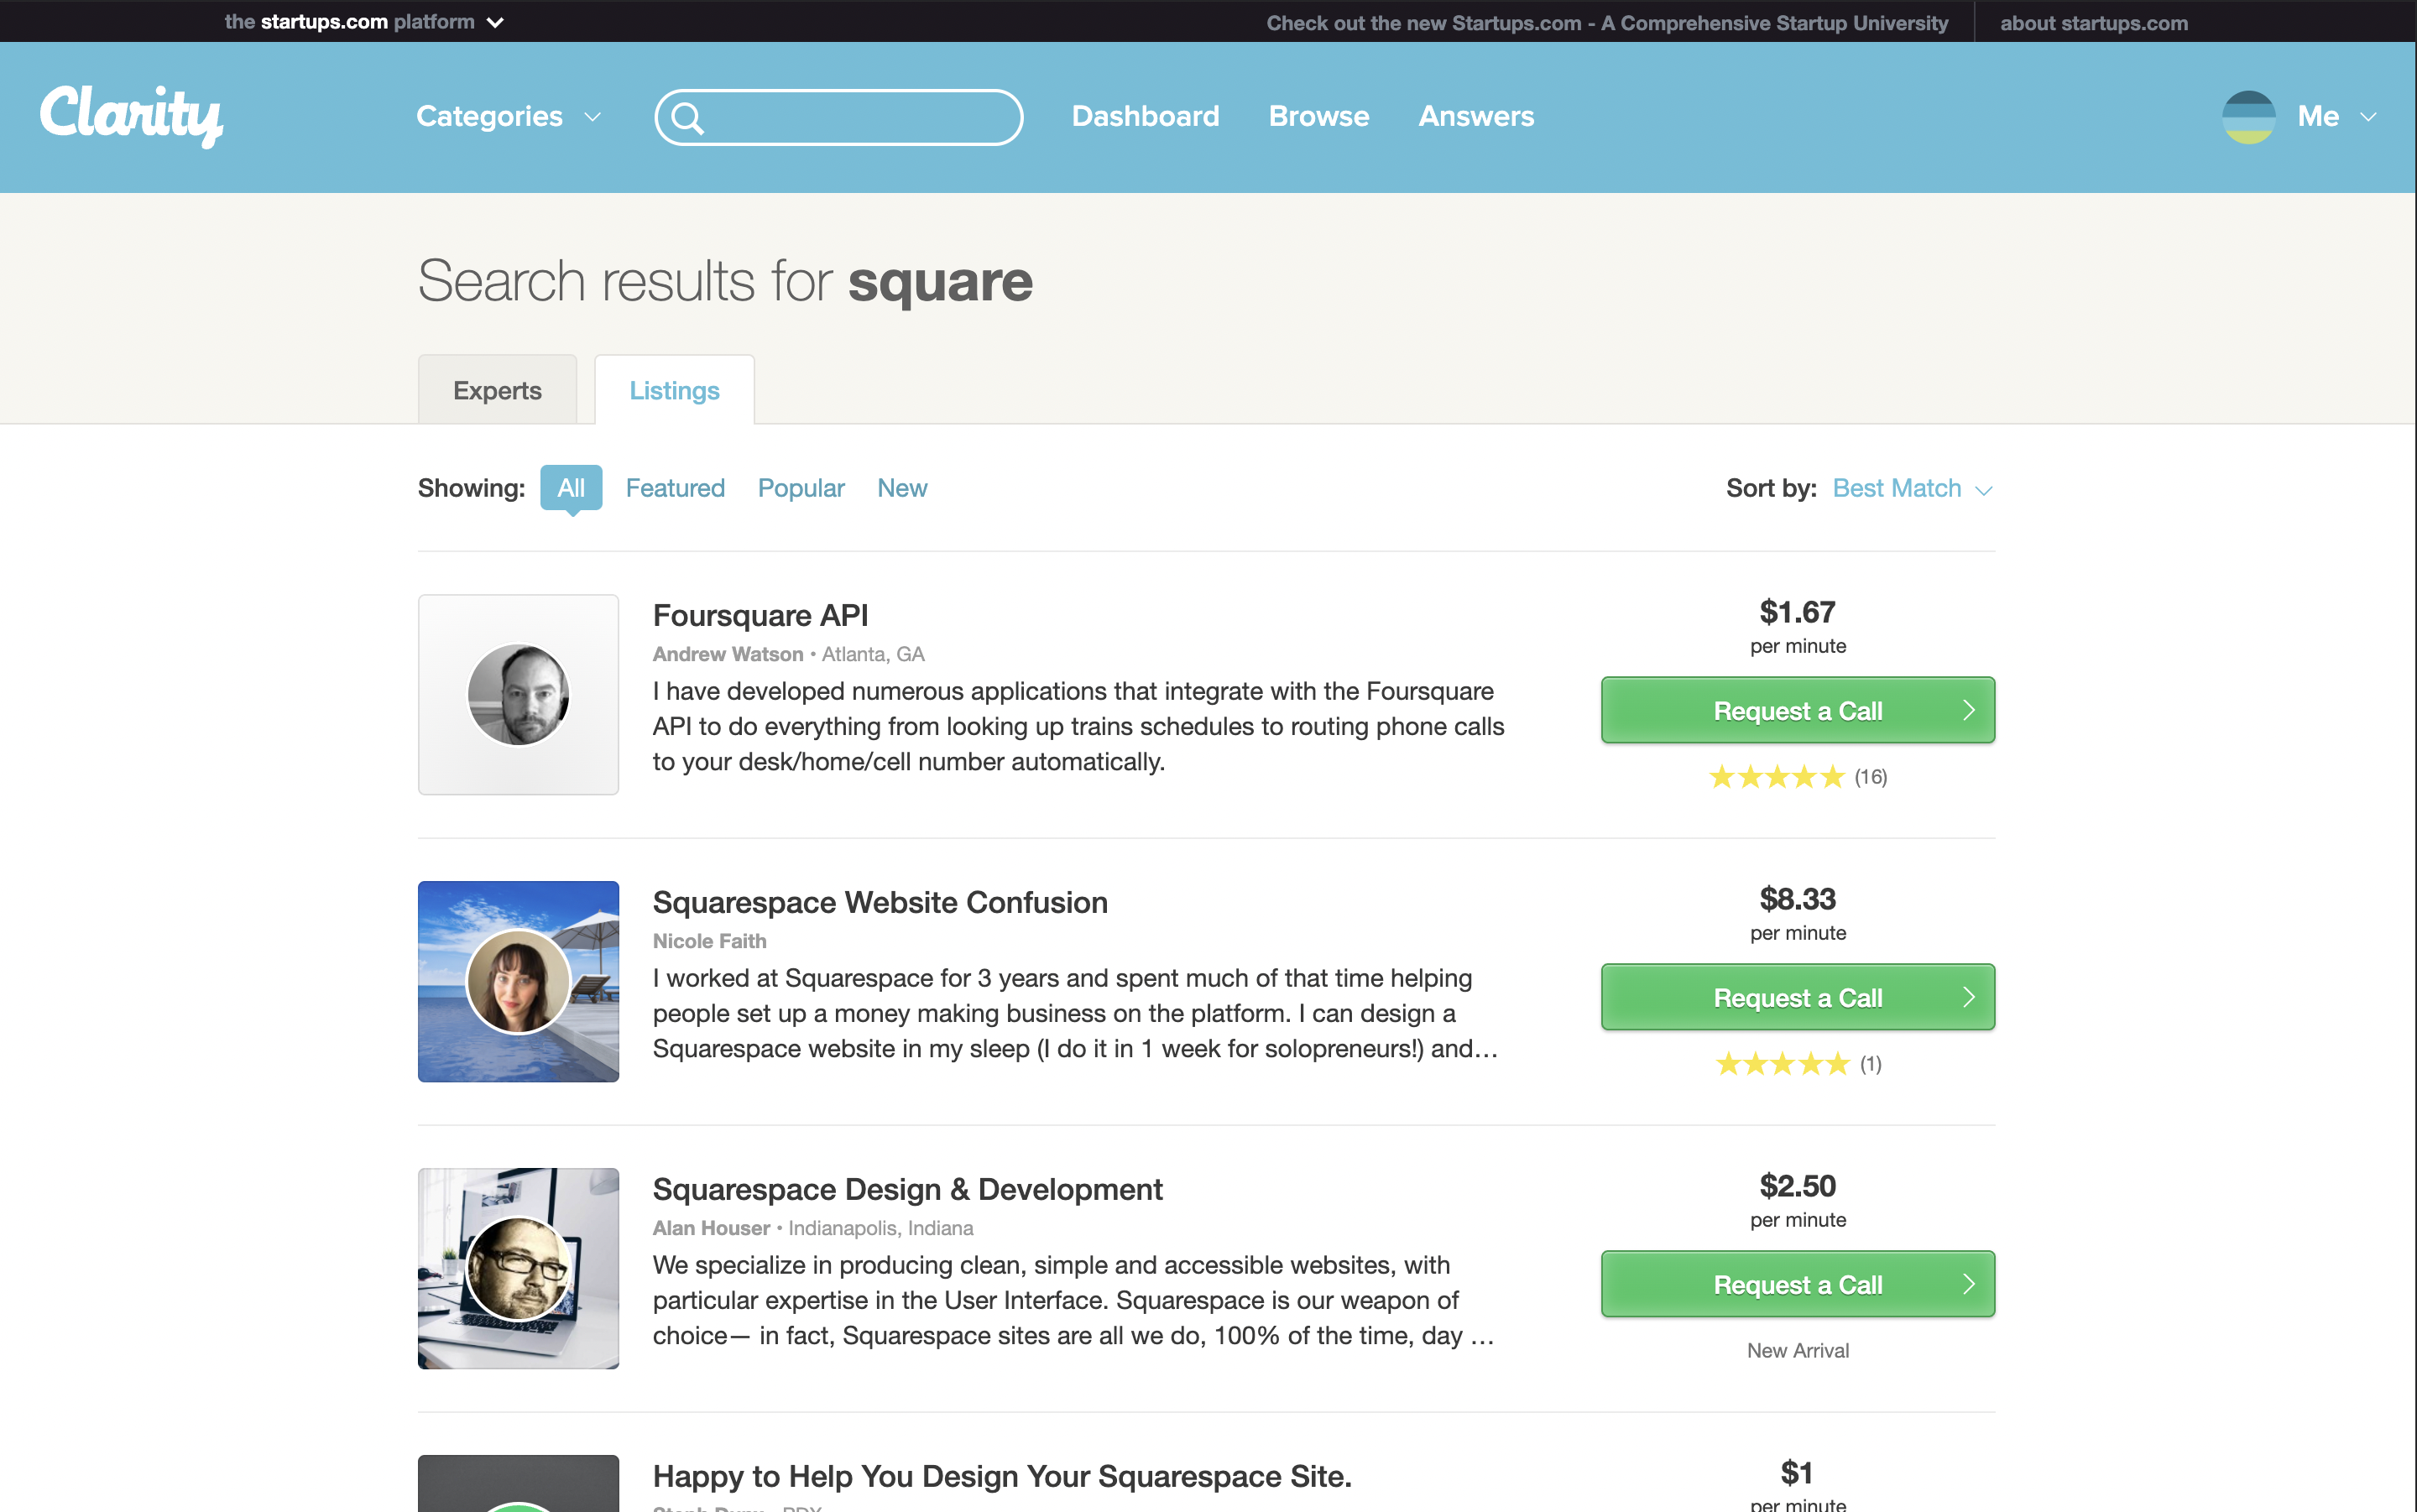 the startups.com platform
Check out the new Startups.com - A Comprehensive Startup University
about startups.com
Clarity
Categories
Dashboard
Browse
Answers
Me
Search results for square
Experts
Listings
Showing: All Featured Popular New
Sort by: Best Match
Foursquare API
Andrew Watson • Atlanta, GA
I have developed numerous applications that integrate with the Foursquare
API to do everything from looking up trains schedules to routing phone calls
to your desk/home/cell number automatically.
$1.67
per minute
Request a Call
(16)
Squarespace Website Confusion
Nicole Faith
I worked at Squarespace for 3 years and spent much of that time helping
people set up a money making business on the platform. I can design a
Squarespace website in my sleep (I do it in 1 week for solopreneurs!) and...
$8.33
per minute
Request a Call
(1)
Squarespace Design & Development
Alan Houser • Indianapolis, Indiana
We specialize in producing clean, simple and accessible websites, with
particular expertise in the User Interface. Squarespace is our weapon of
choice— in fact, Squarespace sites are all we do, 100% of the time, day ...
$2.50
per minute
Request a Call
New Arrival
Happy to Help You Design Your Squarespace Site.
$1
per minute